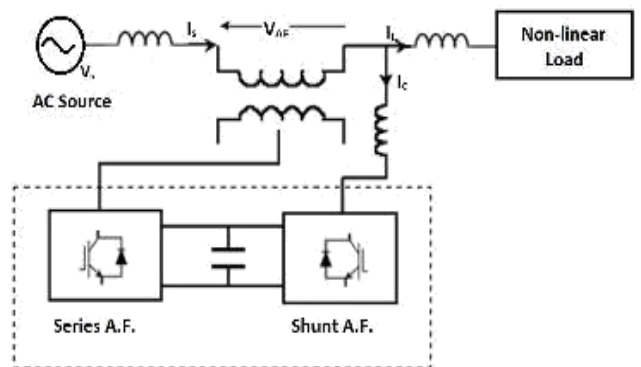 Is
VAF
IL
Non-linear
Load
Vs
AC Source
Ic
Series A.F.
Shunt A.F.